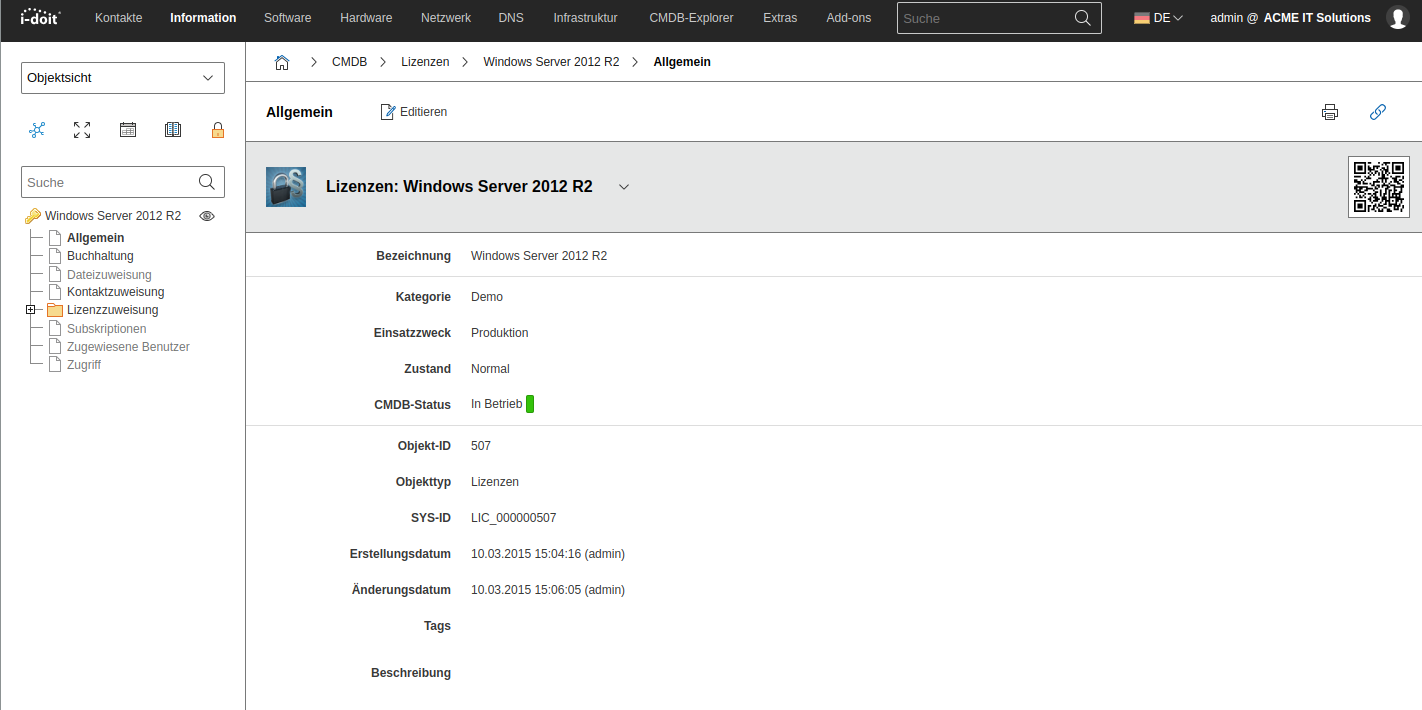 i-doit Kontakte Information Software Hardware Netzwerk DNS Infrastruktur CMDB-Explorer Extras Add-ons Suche DE admin @ ACME IT Solutions
Objektsicht
Suche
Windows Server 2012 R2
Allgemein
Buchhaltung
Dateizuweisung
Kontaktzuweisung
Lizenzzuweisung
Subskriptionen
Zugewiesene Benutzer
Zugriff
CMDB Lizenzen Windows Server 2012 R2 Allgemein
Allgemein Editieren
Lizenzen: Windows Server 2012 R2
Bezeichnung Windows Server 2012 R2
Kategorie Demo
Einsatzzweck Produktion
Zustand Normal
CMDB-Status In Betrieb
Objekt-ID 507
Objekttyp Lizenzen
SYS-ID LIC_000000507
Erstellungsdatum 10.03.2015 15:04:16 (admin)
Änderungsdatum 10.03.2015 15:06:05 (admin)
Tags
Beschreibung